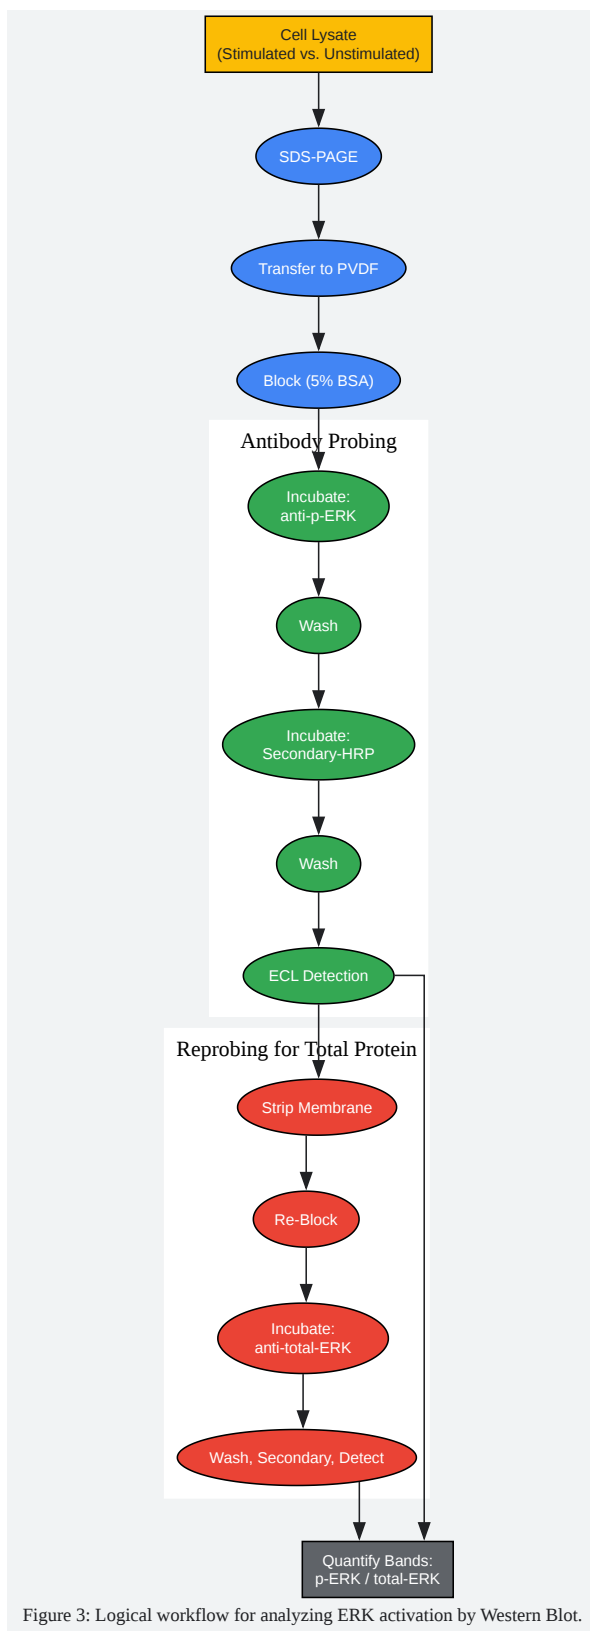 Cell Lysate
(Stimulated vs. Unstimulated)
SDS-PAGE
Transfer to PVDF
Block (5% BSA)
Antibody Probing
Incubate:
anti-p-ERK
Wash
Incubate:
Secondary-HRP
Wash
ECL Detection
Reprobing for Total Protein
Strip Membrane
Re-Block
Incubate:
anti-total-ERK
Wash, Secondary, Detect
Quantify Bands:
p-ERK / total-ERK
Figure 3: Logical workflow for analyzing ERK activation by Western Blot.